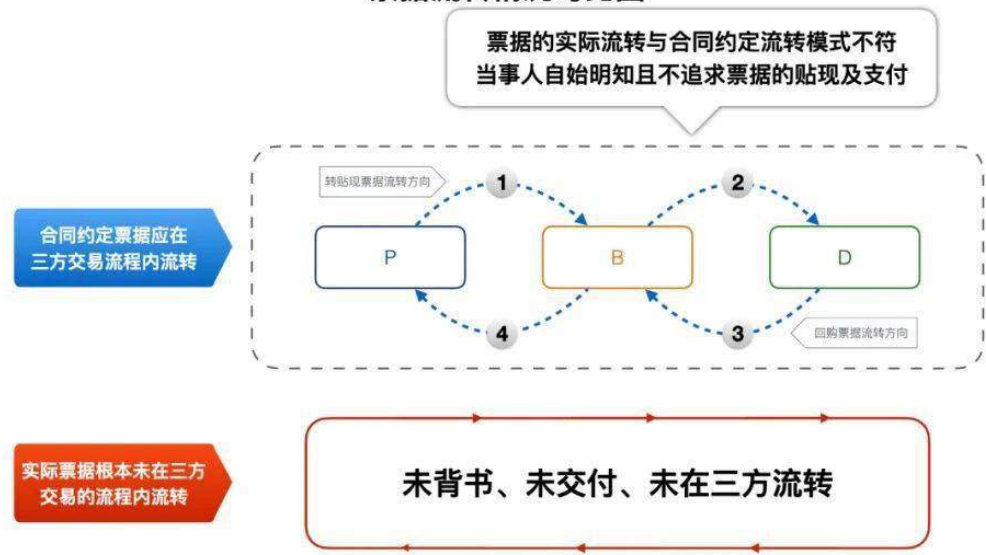 票据的实际流转与合同约定流转模式不符
当事人自始明知且不追求票据的贴现及支付
转贴现票据流转方向
1
2
合同约定票据应在
三方交易流程内流转
P
B
D
4
3
回购票据流转方向
实际票据根本未在三方
交易的流程内流转
未背书、未交付、未在三方流转